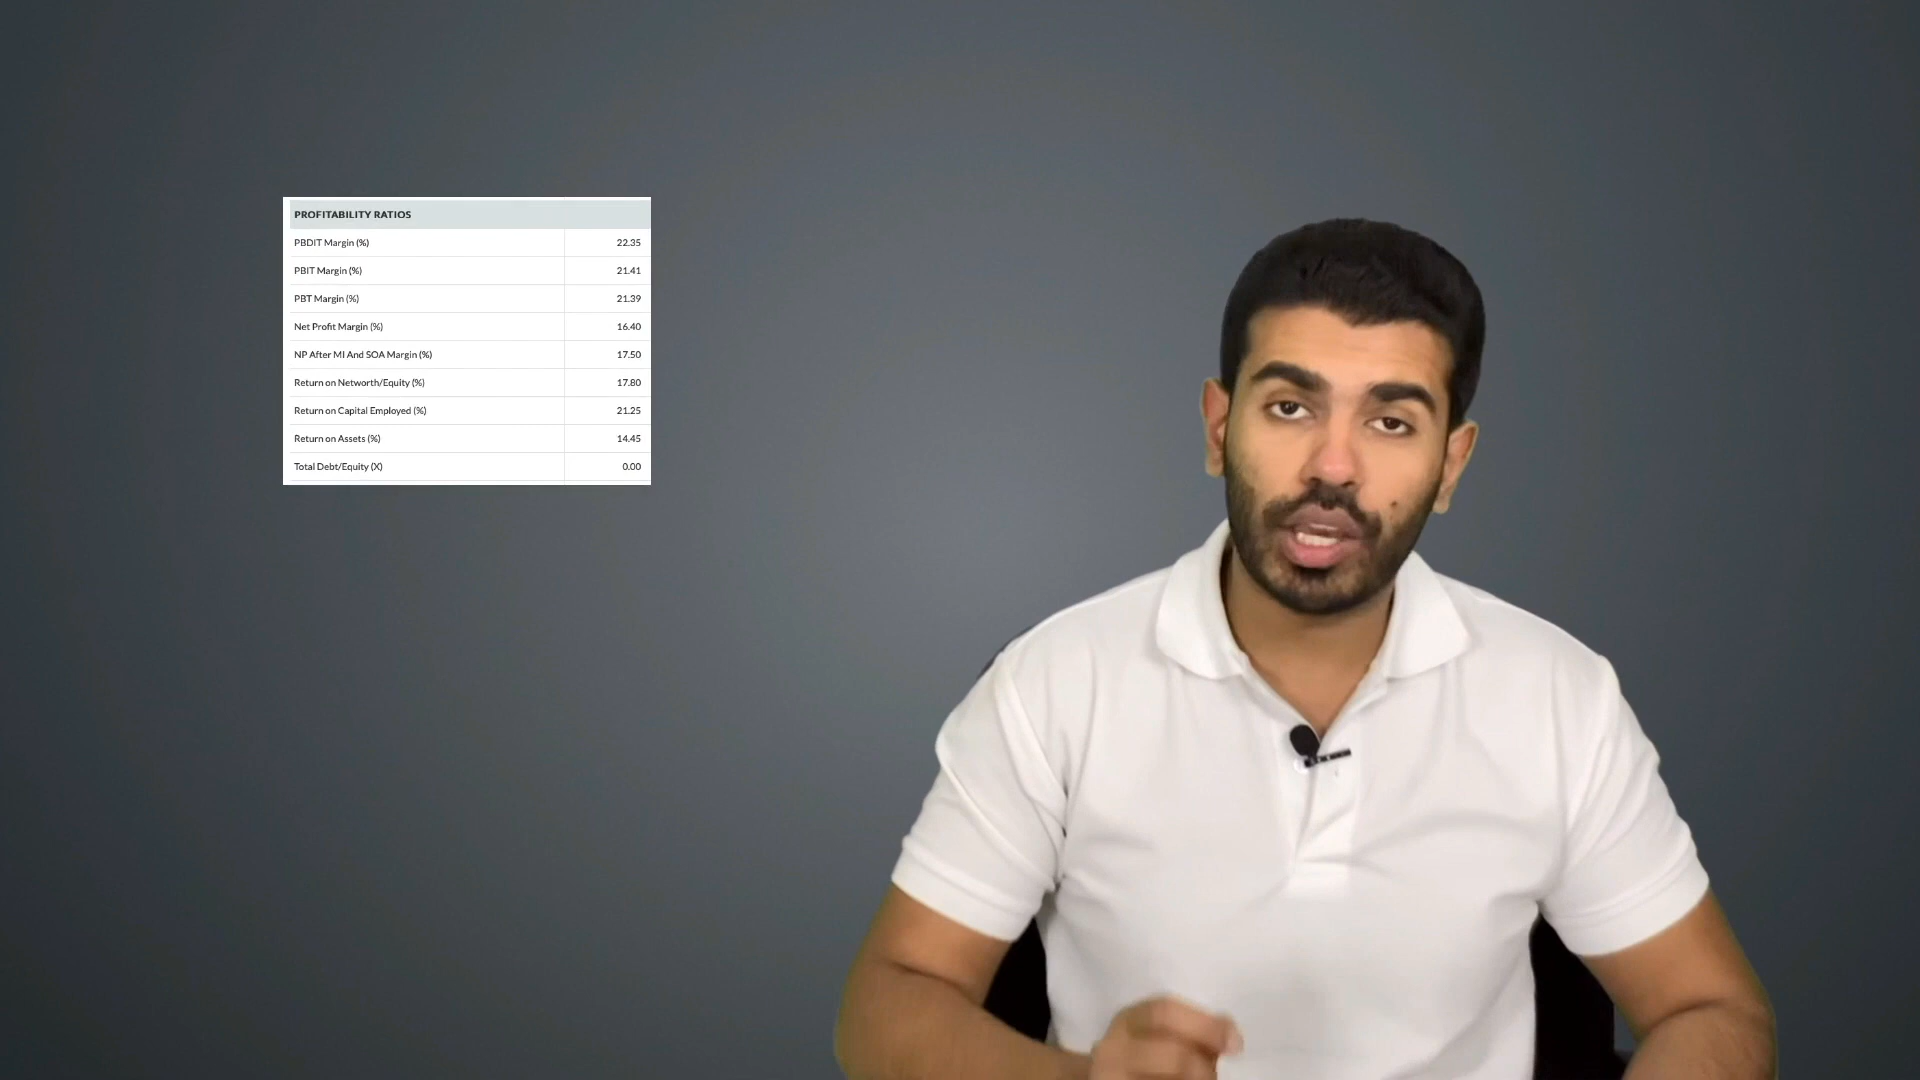 PROFITABILITY RATIOS
PBDIT Margin (%) 22.35
PBIT Margin (%) 21.41
PBT Margin (%) 21.39
Net Profit Margin (%) 16.40
NP After MI And SOA Margin (%) 17.50
Return on Networth/Equity (%) 17.80
Return on Capital Employed (%) 21.25
Return on Assets (%) 14.45
Total Debt/Equity (X) 0.00